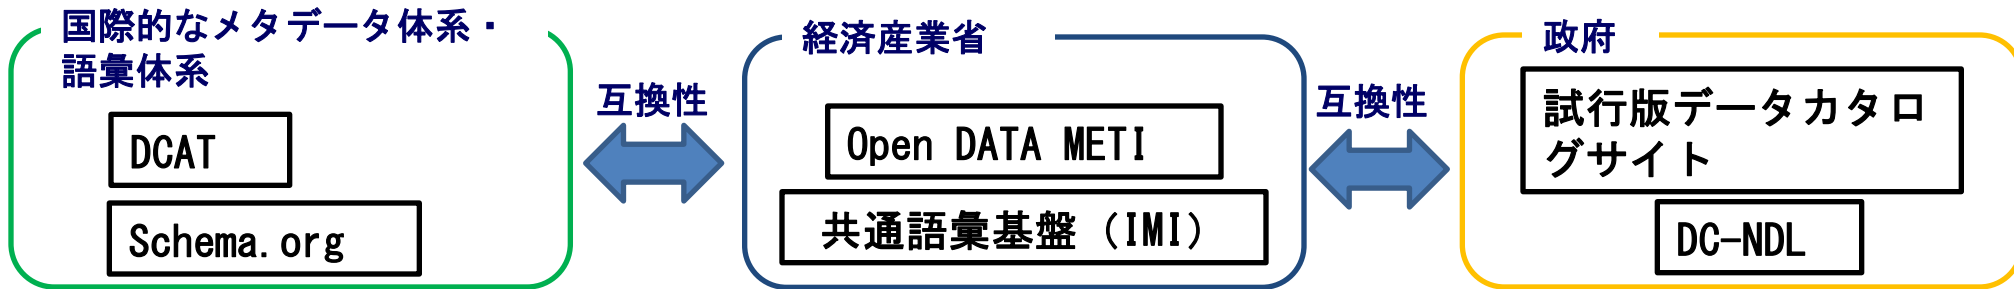 国際的なメタデータ体系・
語彙体系
DCAT
Schema.org
互換性
経済産業省
Open DATA METI
共通語彙基盤（IMI）
互換性
政府
試行版データカタロ
グサイト
DC-NDL